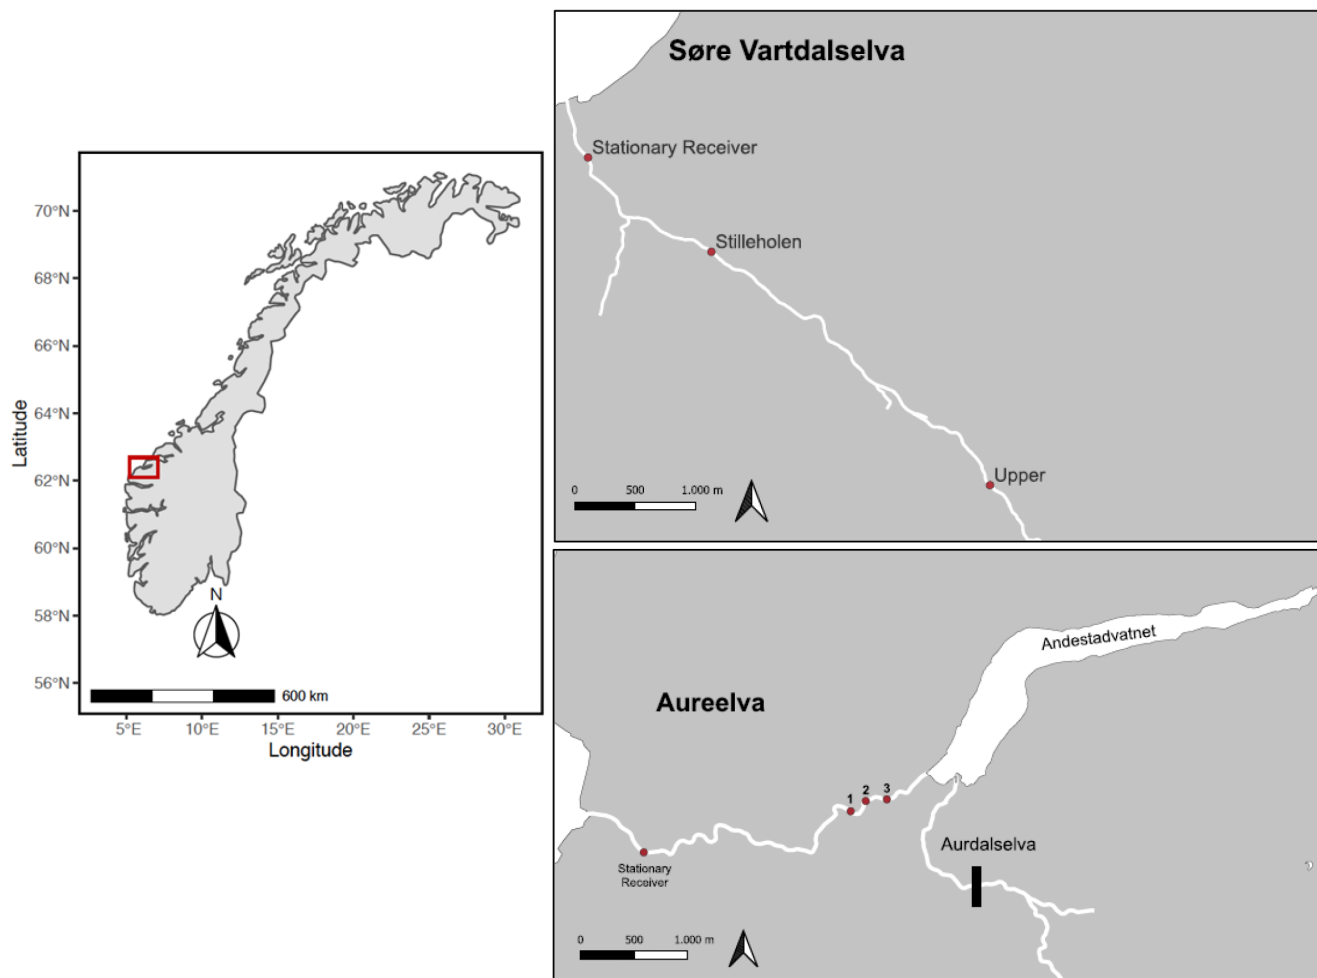 70°N
68°N
66°N
64°N
62°N
60°N
58°N
56°N
Latitude
N
600 km
5°E 10°E 15°E 20°E 25°E 30°E
Longitude
Søre Vartdalselva
Stationary Receiver
Stilleholen
Upper
0 500 1.000 m
Andestadvatnet
Aureelva
1 2 3
Aurdalselva
Stationary
Receiver
0 500 1.000 m